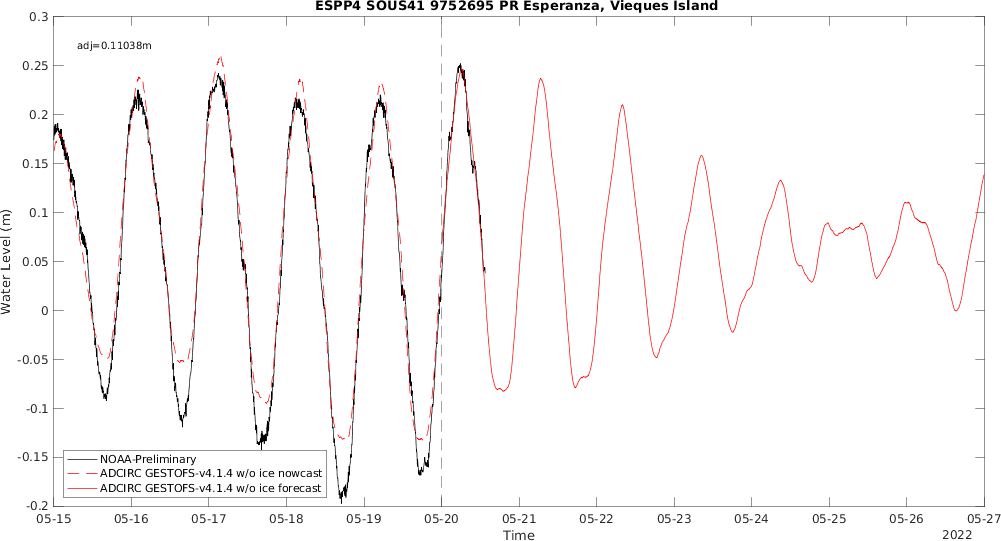 ESPP4 SOUS41 9752695 PR Esperanza, Vieques Island
adj=0.11038m
0.3
0.25
0.2
0.15
0.1
0.05
0
-0.05
-0.1
-0.15
-0.2
Water Level (m)
NOAA-Preliminary
ADCIRC GESTOFS-v4.1.4 w/o ice nowcast
ADCIRC GESTOFS-v4.1.4 w/o ice forecast
05-15 05-16 05-17 05-18 05-19 05-20 05-21 05-22 05-23 05-24 05-25 05-26 05-27
Time
2022